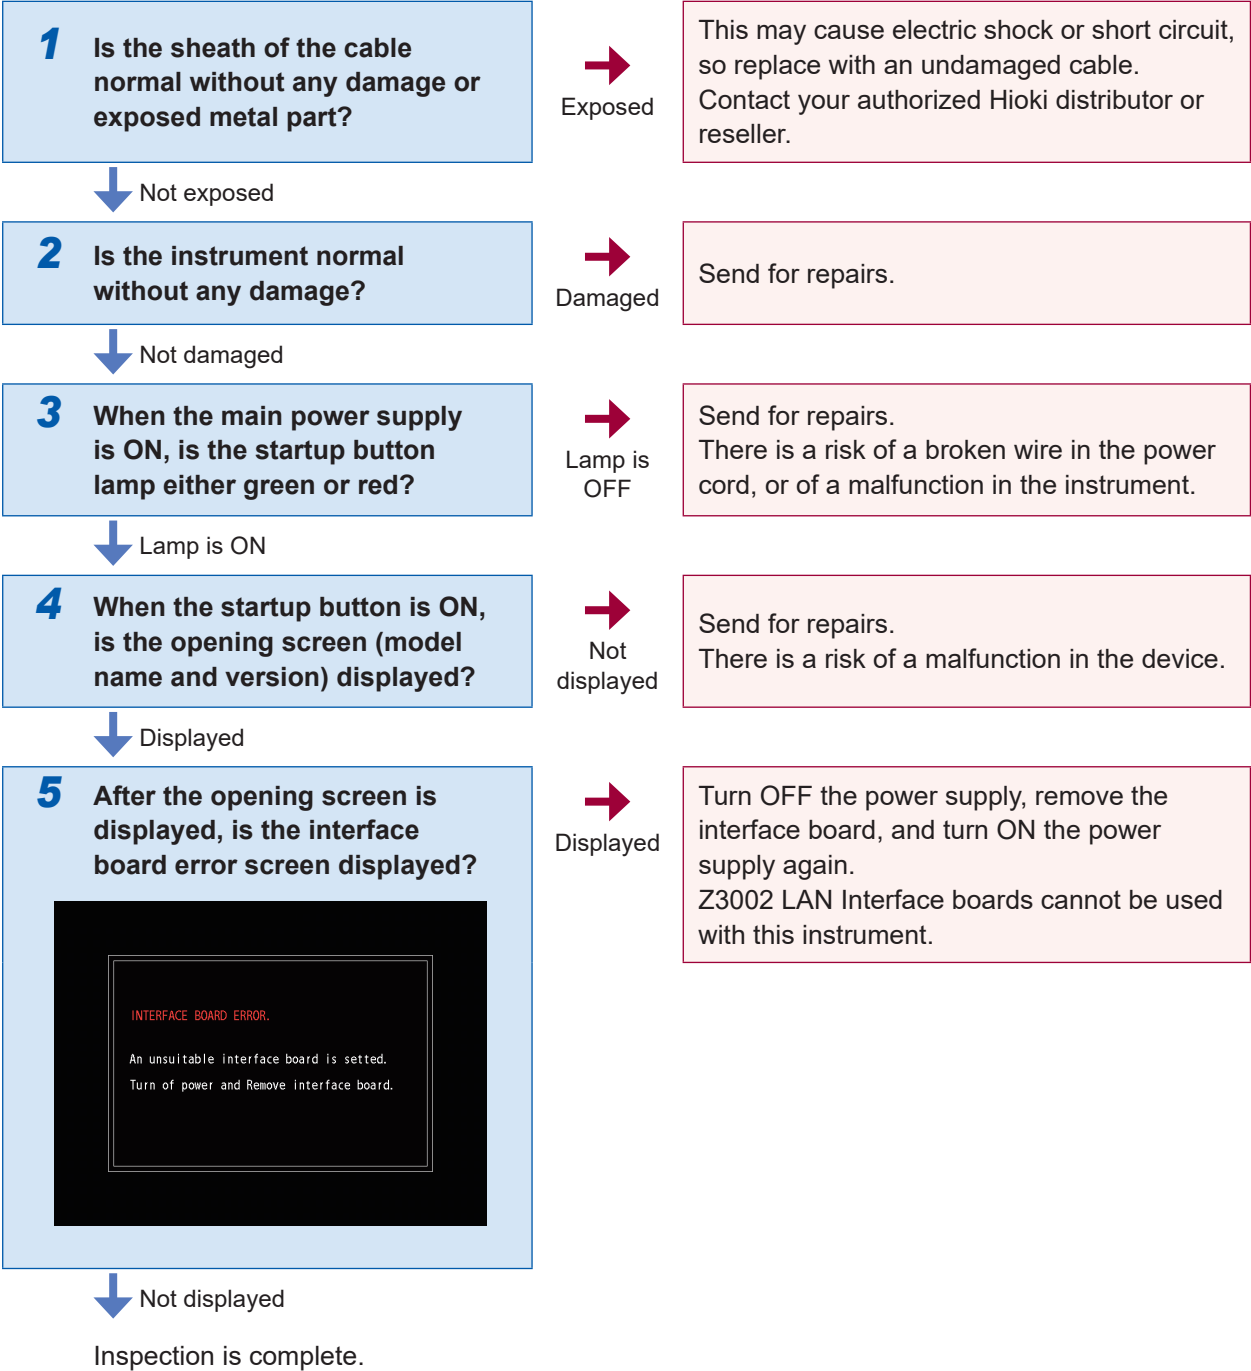 1 Is the sheath of the cable
normal without any damage or
exposed metal part?
Exposed
This may cause electric shock or short circuit,
so replace with an undamaged cable.
Contact your authorized Hioki distributor or
reseller.
Not exposed
2 Is the instrument normal
without any damage?
Damaged
Send for repairs.
Not damaged
3 When the main power supply
is ON, is the startup button
lamp either green or red?
Lamp is
OFF
Send for repairs.
There is a risk of a broken wire in the power
cord, or of a malfunction in the instrument.
Lamp is ON
4 When the startup button is ON,
is the opening screen (model
name and version) displayed?
Not
displayed
Send for repairs.
There is a risk of a malfunction in the device.
Displayed
5 After the opening screen is
displayed, is the interface
board error screen displayed?
Displayed
Turn OFF the power supply, remove the
interface board, and turn ON the power
supply again.
Z3002 LAN Interface boards cannot be used
with this instrument.
INTERFACE BOARD ERROR.
An unsuitable interface board is setted.
Turn of power and Remove interface board.
Not displayed
Inspection is complete.